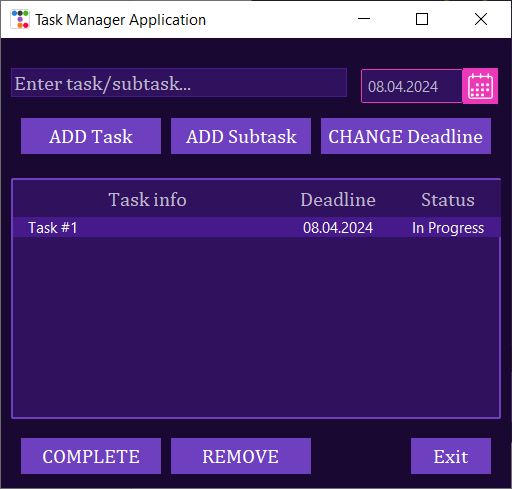 Task Manager Application
Enter task/subtask...
08.04.2024
ADD Task
ADD Subtask
CHANGE Deadline
Task info Deadline Status
Task #1 08.04.2024 In Progress
COMPLETE
REMOVE
Exit